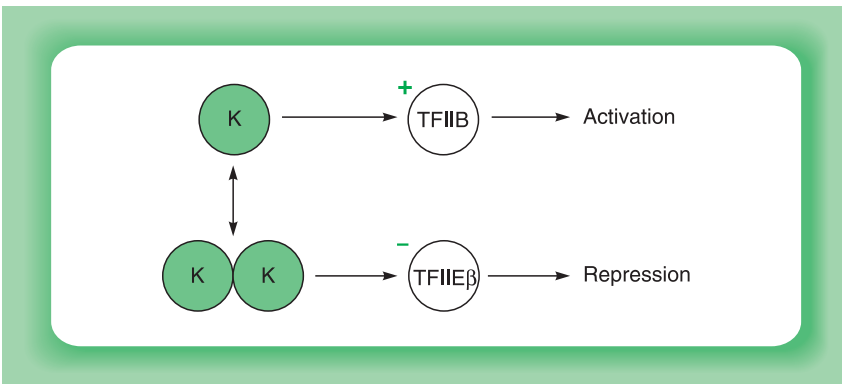 K
+
TFIIB
Activation
K K
−
TFIIEβ
Repression